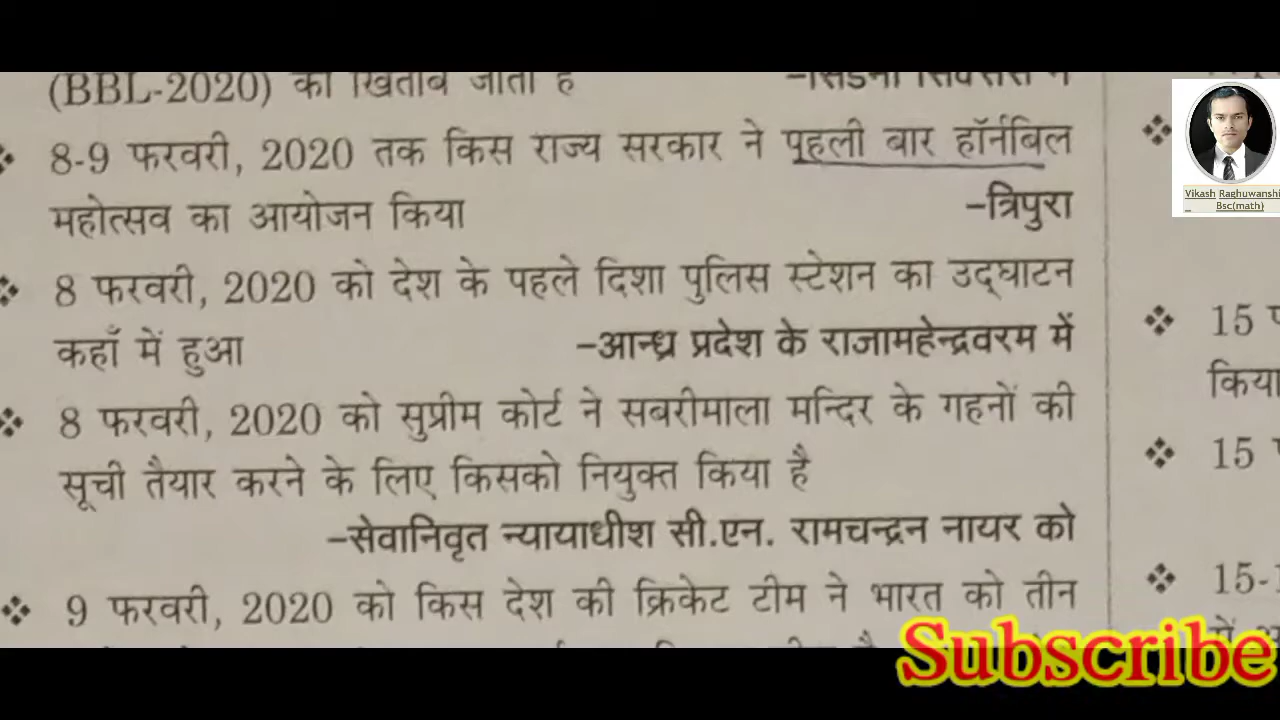 (BBL-2020) का खिताब जीता है -सिडनी सिक्सर्स ने
❖ 8-9 फरवरी, 2020 तक किस राज्य सरकार ने पहली बार हॉर्नबिल
महोत्सव का आयोजन किया -त्रिपुरा
❖ 8 फरवरी, 2020 को देश के पहले दिशा पुलिस स्टेशन का उद्घाटन
कहाँ में हुआ -आन्ध्र प्रदेश के राजामहेन्द्रवरम में
❖ 8 फरवरी, 2020 को सुप्रीम कोर्ट ने सबरीमाला मन्दिर के गहनों की
सूची तैयार करने के लिए किसको नियुक्त किया है
-सेवानिवृत न्यायाधीश सी.एन. रामचन्द्रन नायर को
❖ 9 फरवरी, 2020 को किस देश की क्रिकेट टीम ने भारत को तीन
❖
❖ 15
किया
❖ 15
❖ 15-
में
Vikash Raghuwanshi
Bsc(math)
Subscribe